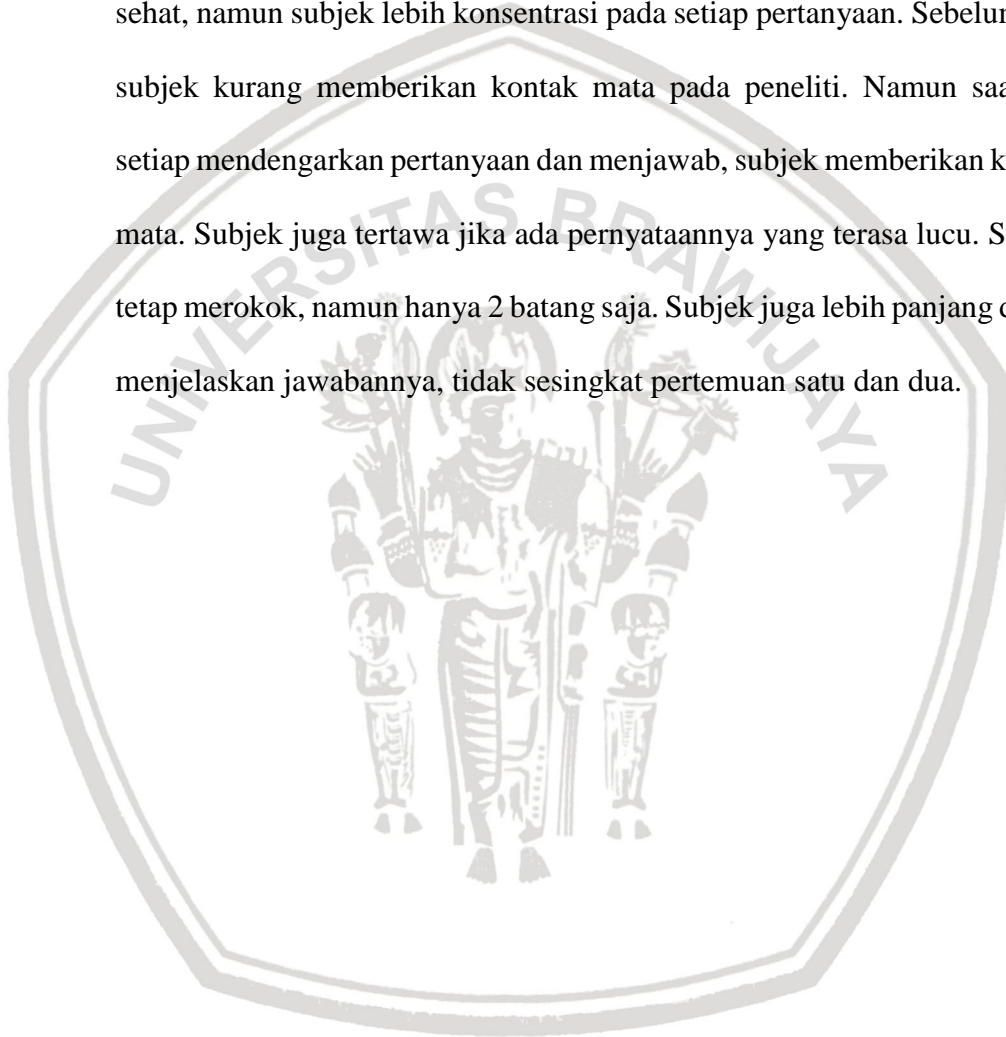 sehat, namun subjek lebih konsentrasi pada setiap pertanyaan.
subjek kurang memberikan kontak mata pada peneliti. Namun
setiap mendengarkan pertanyaan dan menjawab, subjek memberikan
mata. Subjek juga tertawa jika ada pernyataannya yang terasa lucu.
tetap merokok, namun hanya 2 batang saja. Subjek juga lebih panjang
menjelaskan jawabannya, tidak sesingkat pertemuan satu dan dua.
UNIVERSITAS BRAWIJAYA